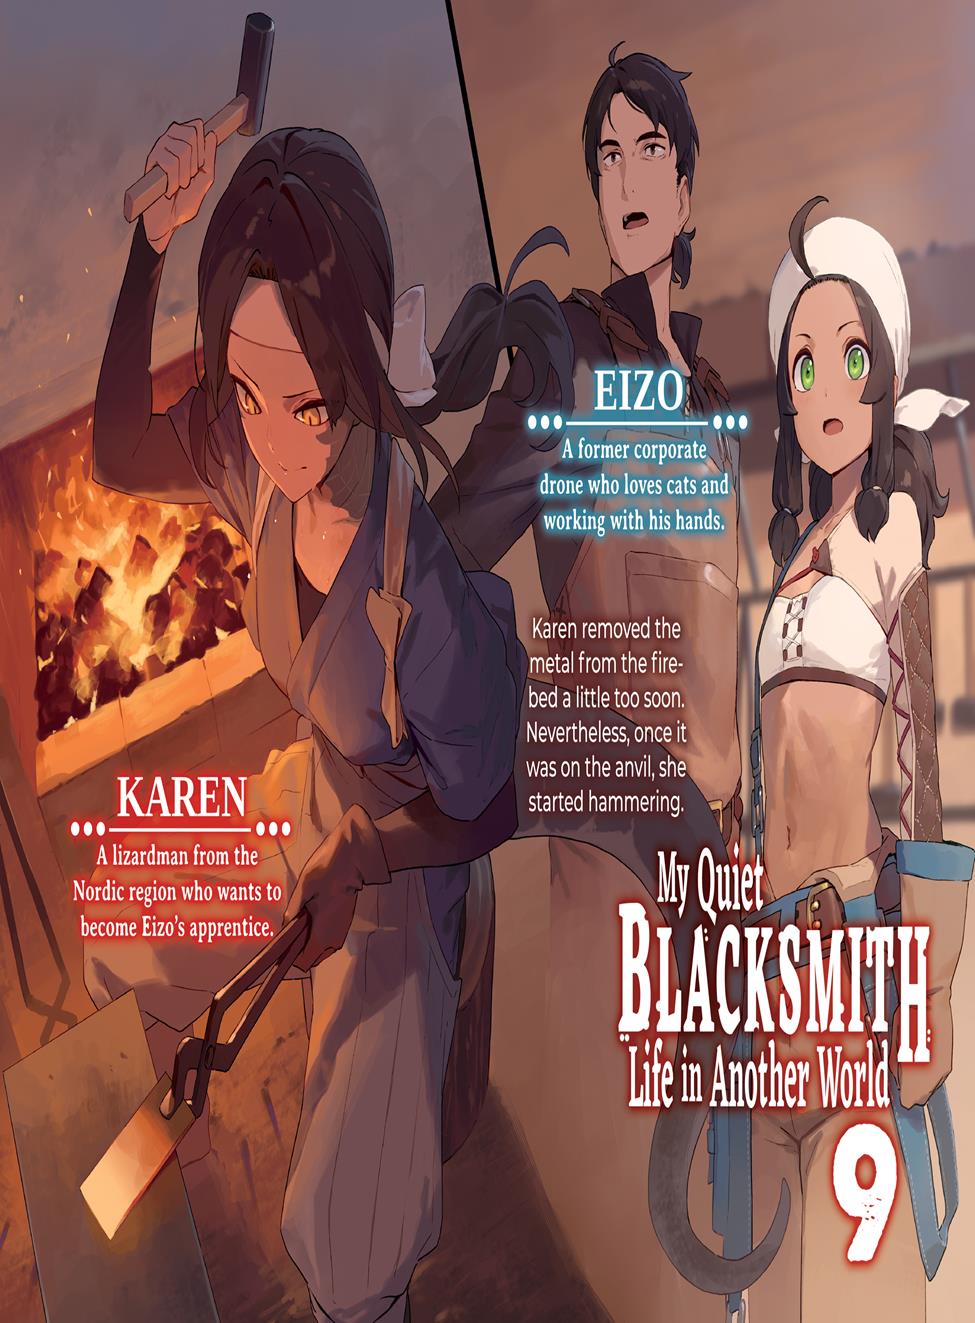 EIZO
A former corporate
drone who loves cats and
working with his hands.
Karen removed the
metal from the fire-
bed a little too soon.
Nevertheless, once it
was on the anvil, she
started hammering.
KAREN
A lizardman from the
Nordic region who wants to
become Eizo's apprentice.
My Quiet
BLACKSMITH
Life in Another World
9